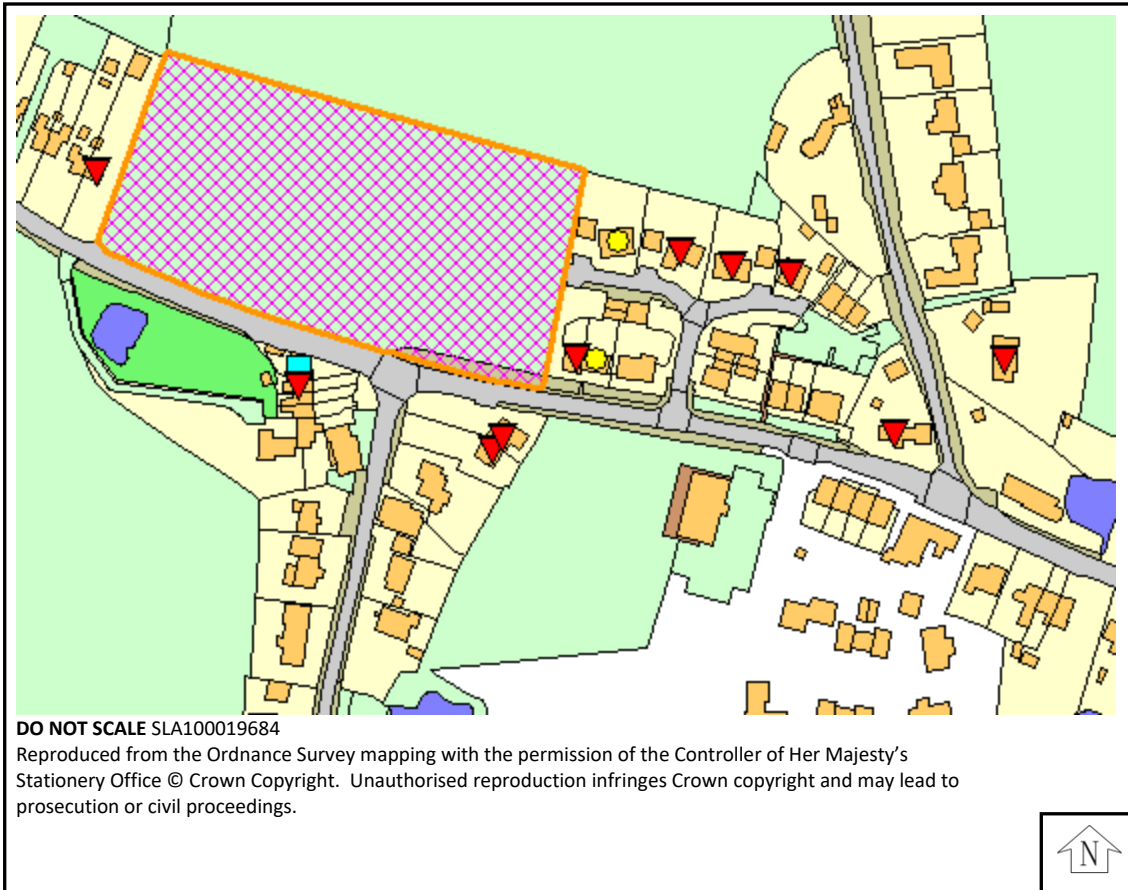 DO NOT SCALE SLA100019684
Reproduced from the Ordnance Survey mapping with the permission of the Controller of Her Majesty’s
Stationery Office © Crown Copyright.  Unauthorised reproduction infringes Crown copyright and may lead to
prosecution or civil proceedings.
N